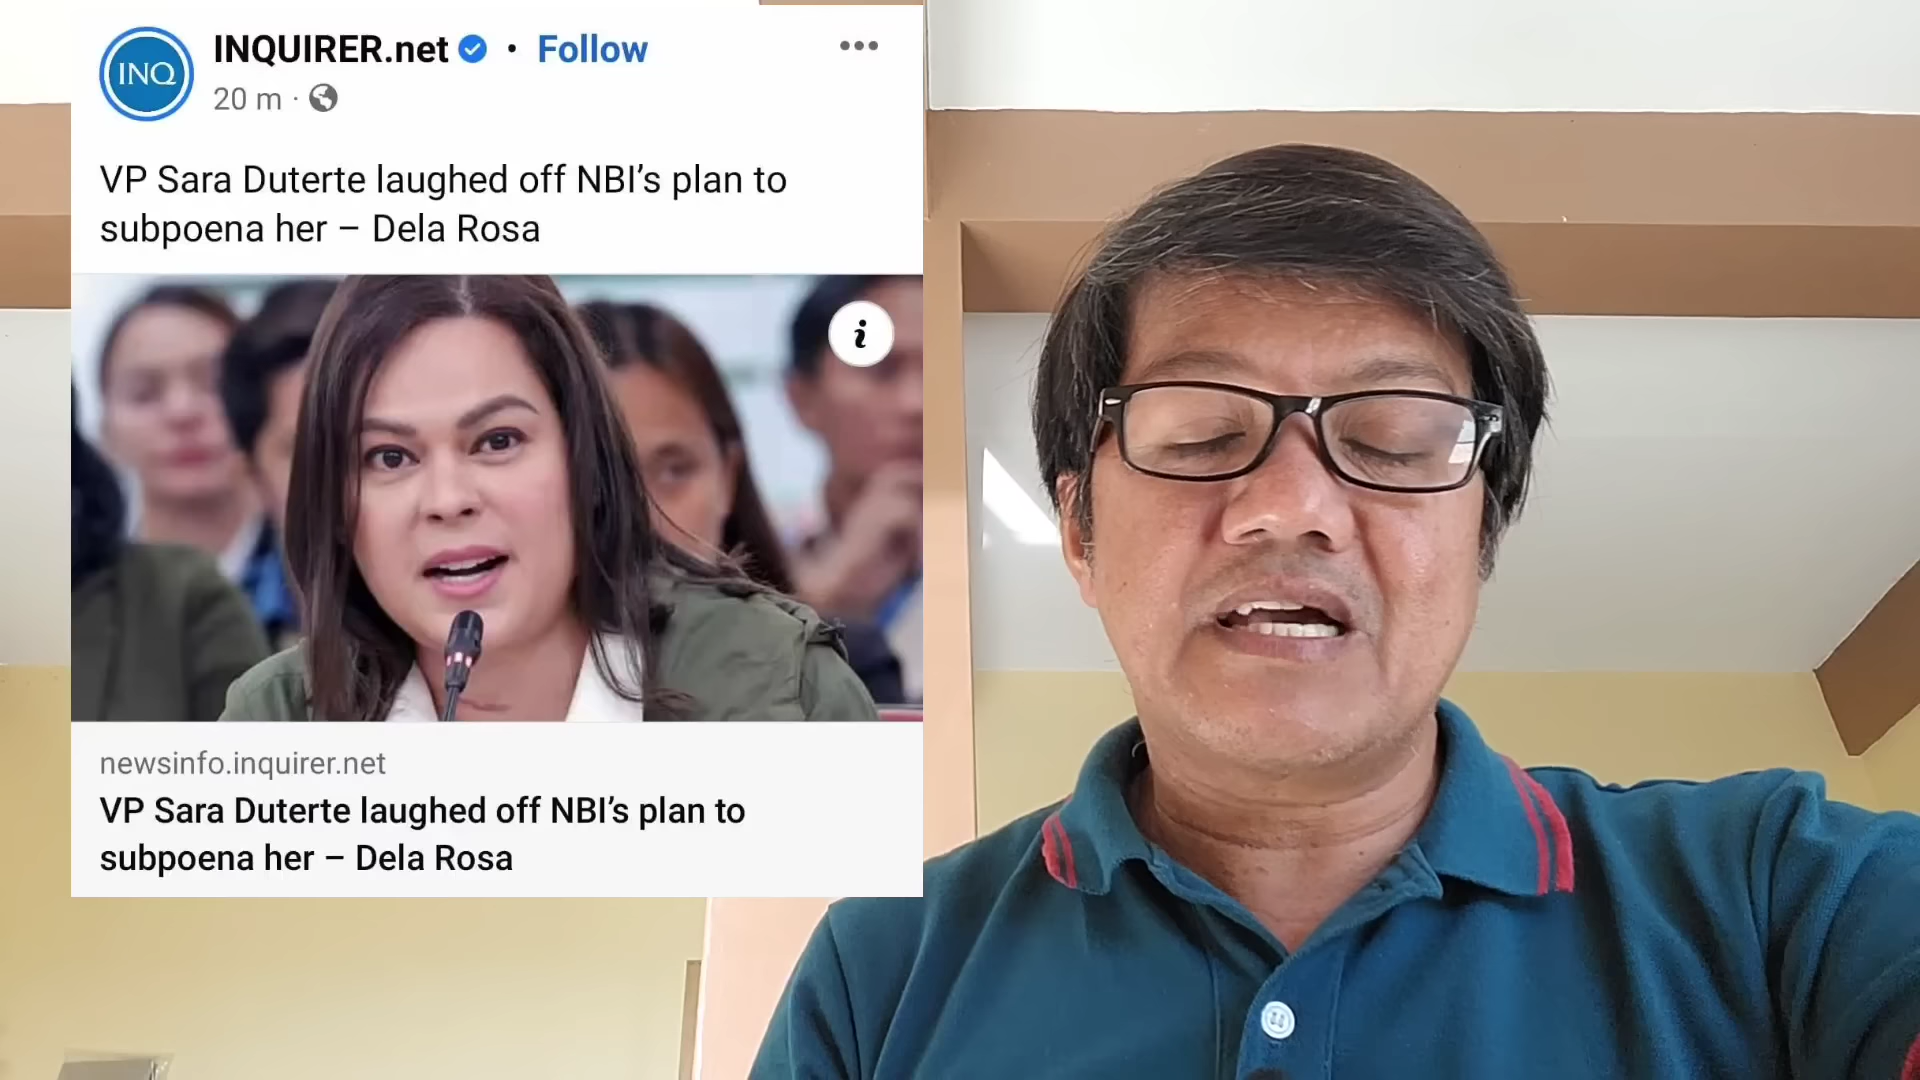 INQ
INQUIRER.net • Follow
20 m ·
VP Sara Duterte laughed off NBI’s plan to
subpoena her – Dela Rosa
i
newsinfo.inquirer.net
VP Sara Duterte laughed off NBI’s plan to
subpoena her – Dela Rosa